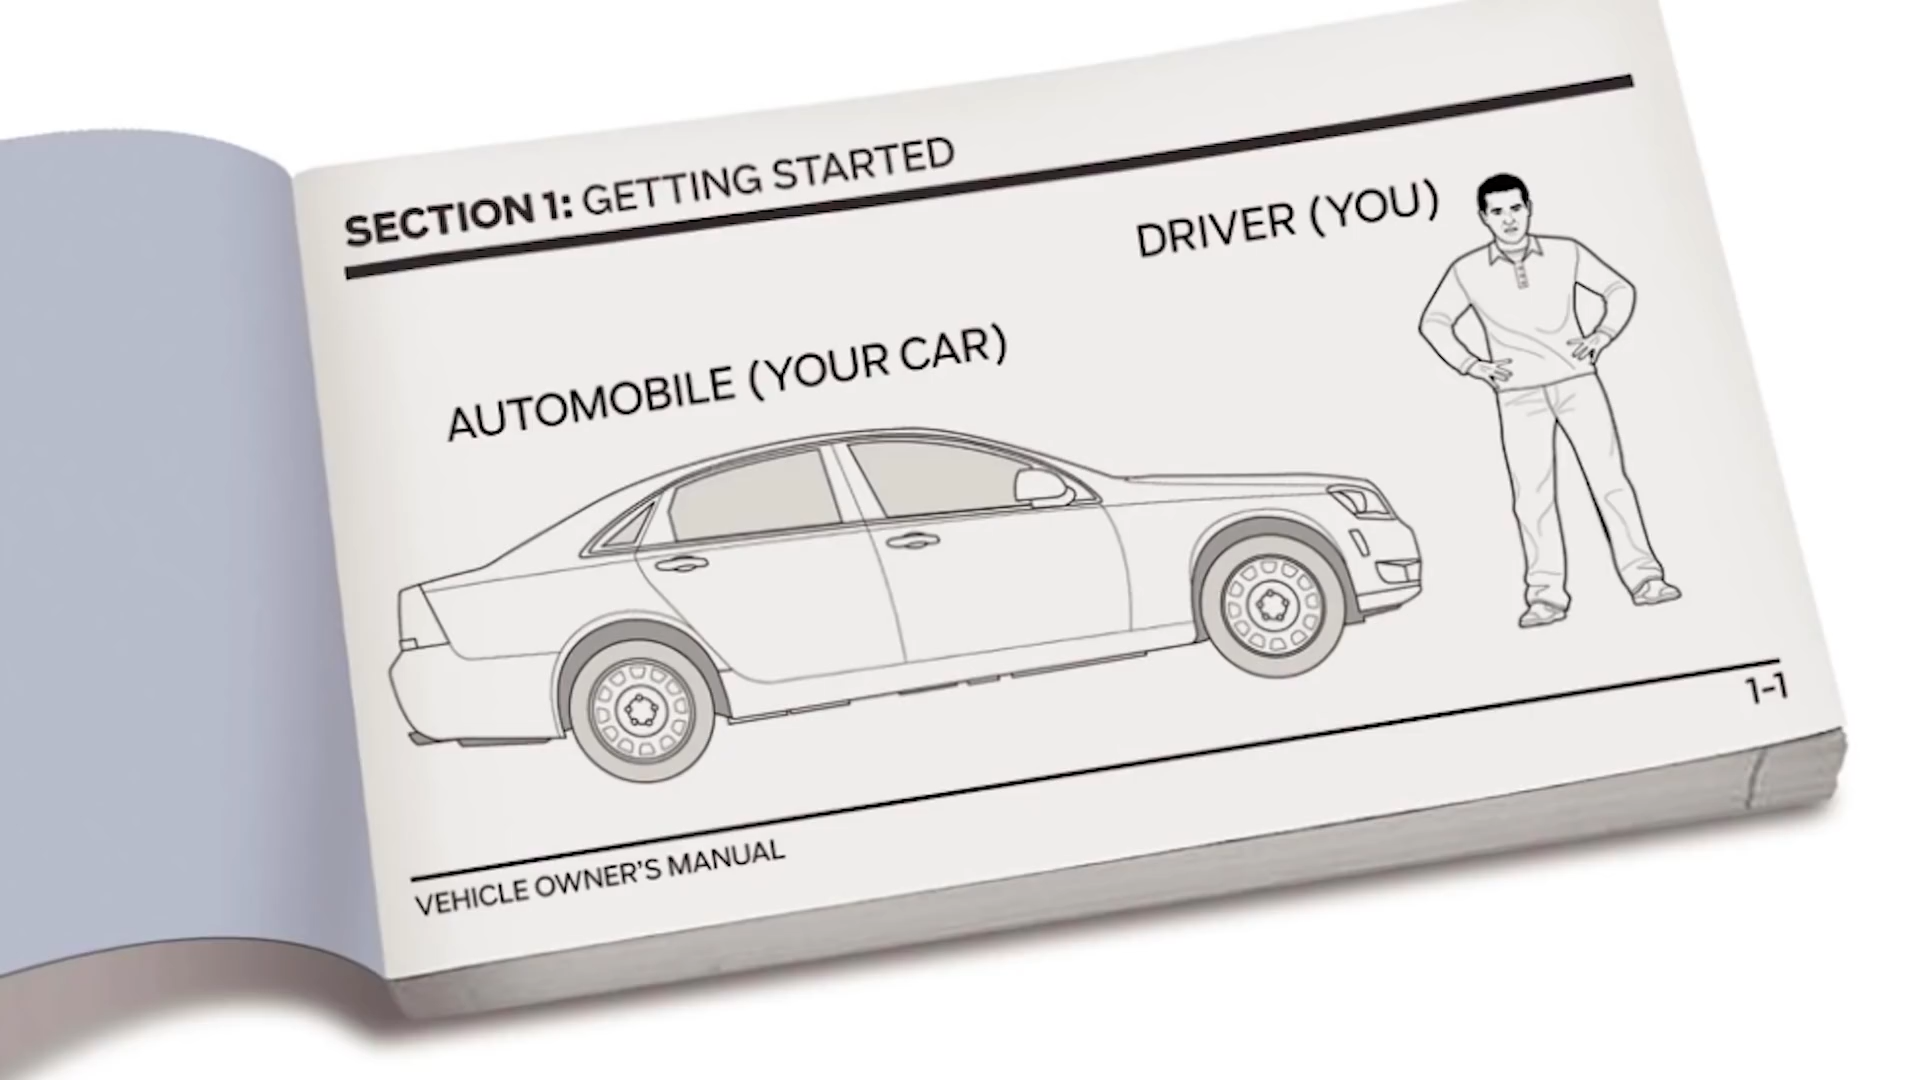 SECTION 1: GETTING STARTED
DRIVER (YOU)
AUTOMOBILE (YOUR CAR)
1-1
VEHICLE OWNER'S MANUAL